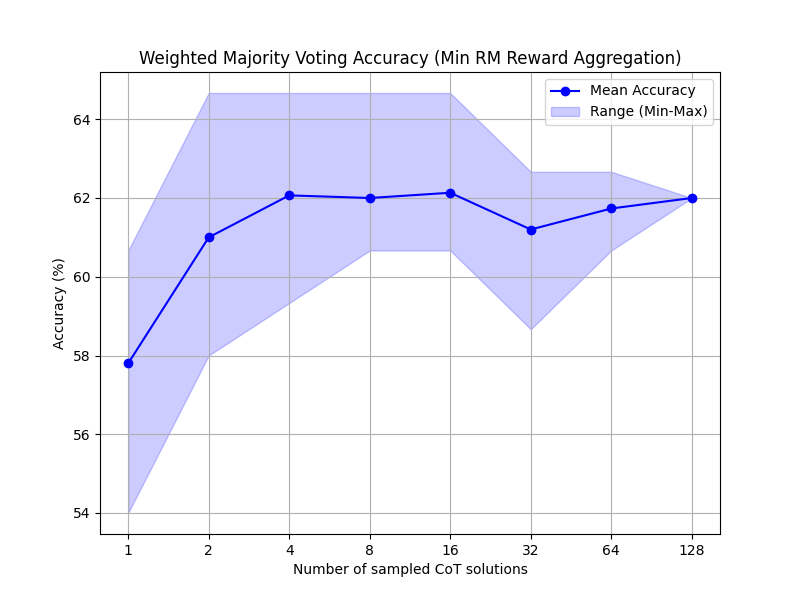 Weighted Majority Voting Accuracy (Min RM Reward Aggregation)
Mean Accuracy
Range (Min-Max)
Accuracy (%)
64
62
60
58
56
54
1 2 4 8 16 32 64 128
Number of sampled CoT solutions